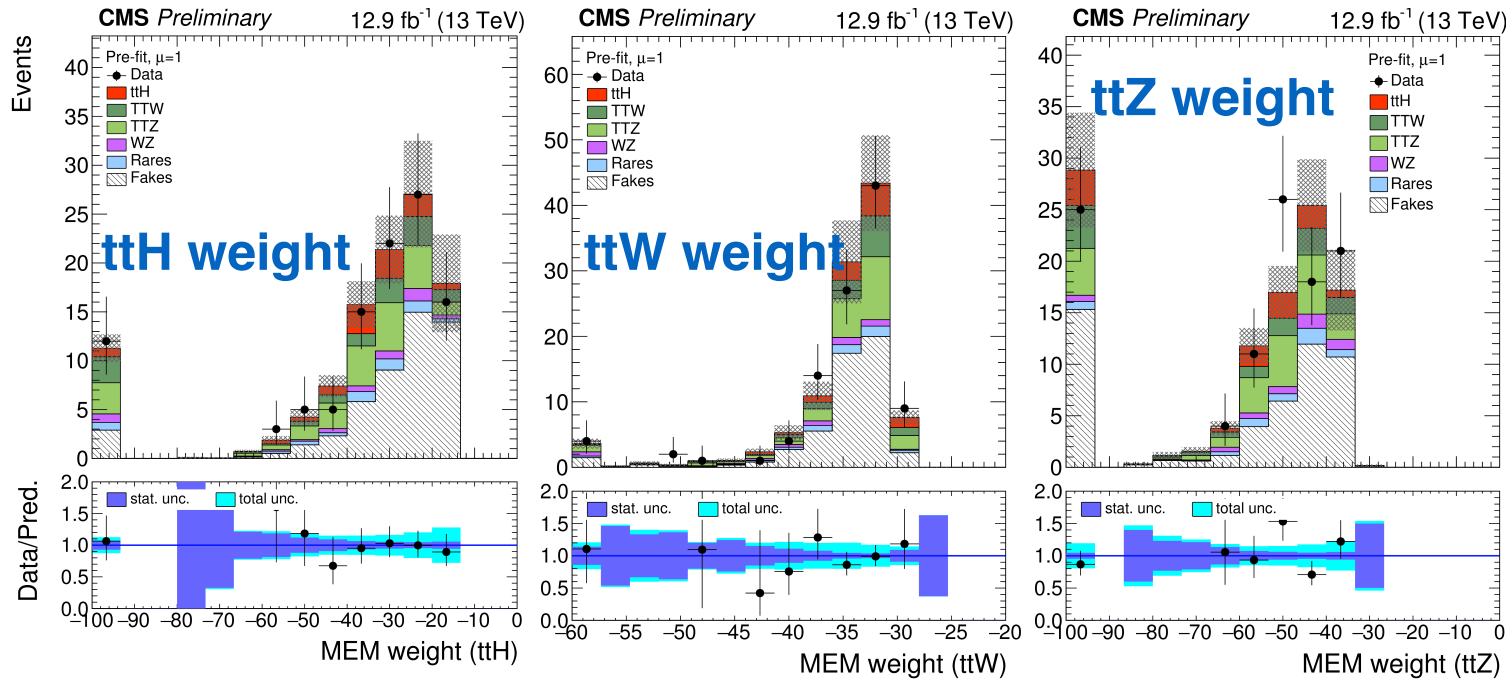 CMS Preliminary 12.9 fb-1 (13 TeV)
Events
40
35
30
25
20
15
10
5
0
Pre-fit, μ=1
Data
ttH
TTW
TTZ
WZ
Rares
Fakes
ttH weight
Data/Pred.
2.0
1.5
1.0
0.5
0.0
stat. unc. total unc.
−100 −90 −80 −70 −60 −50 −40 −30 −20 −10 0
MEM weight (ttH)
CMS Preliminary 12.9 fb-1 (13 TeV)
60
50
40
30
20
10
0
Pre-fit, μ=1
Data
ttH
TTW
TTZ
WZ
Rares
Fakes
ttW weight
2.0
1.5
1.0
0.5
0.0
stat. unc. total unc.
−60 −55 −50 −45 −40 −35 −30 −25 −20
MEM weight (ttW)
CMS Preliminary 12.9 fb-1 (13 TeV)
40
35
30
25
20
15
10
5
0
ttZ weight
Pre-fit, μ=1
Data
ttH
TTW
TTZ
WZ
Rares
Fakes
2.0
1.5
1.0
0.5
0.0
stat. unc. total unc.
−100 −90 −80 −70 −60 −50 −40 −30 −20 −10 0
MEM weight (ttZ)